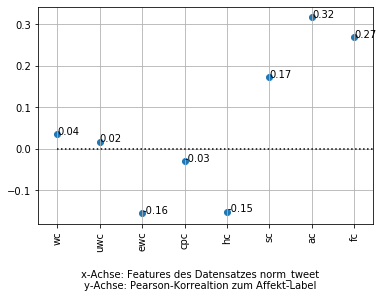 0.3
0.2
0.1
0.0
−0.1
0.04
0.02
-0.16
-0.03
-0.15
0.17
0.32
0.27
wc
uwc
ewc
cpc
hc
sc
ac
fc
x-Achse: Features des Datensatzes norm_tweet
y-Achse: Pearson-Korrealtion zum Affekt-Label